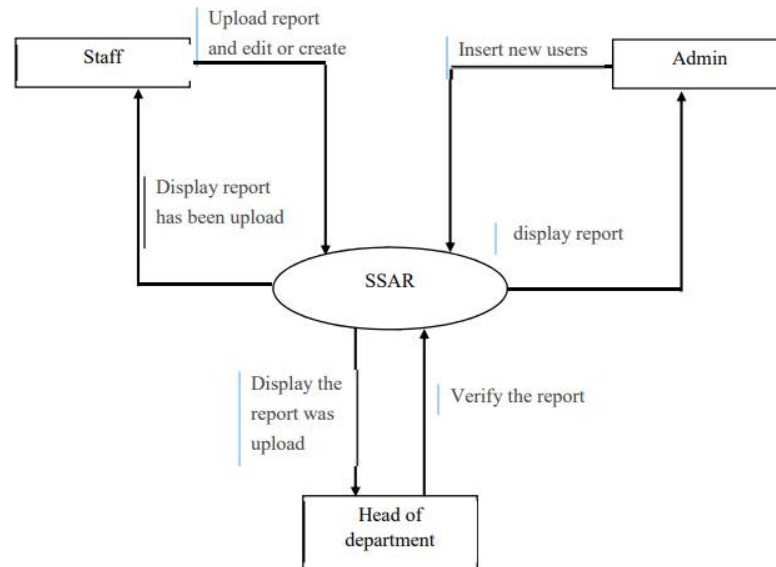 Upload report
and edit or create
Staff
Insert new users
Admin
Display report
has been upload
display report
SSAR
Display the
report was
upload
Verify the report
Head of
department